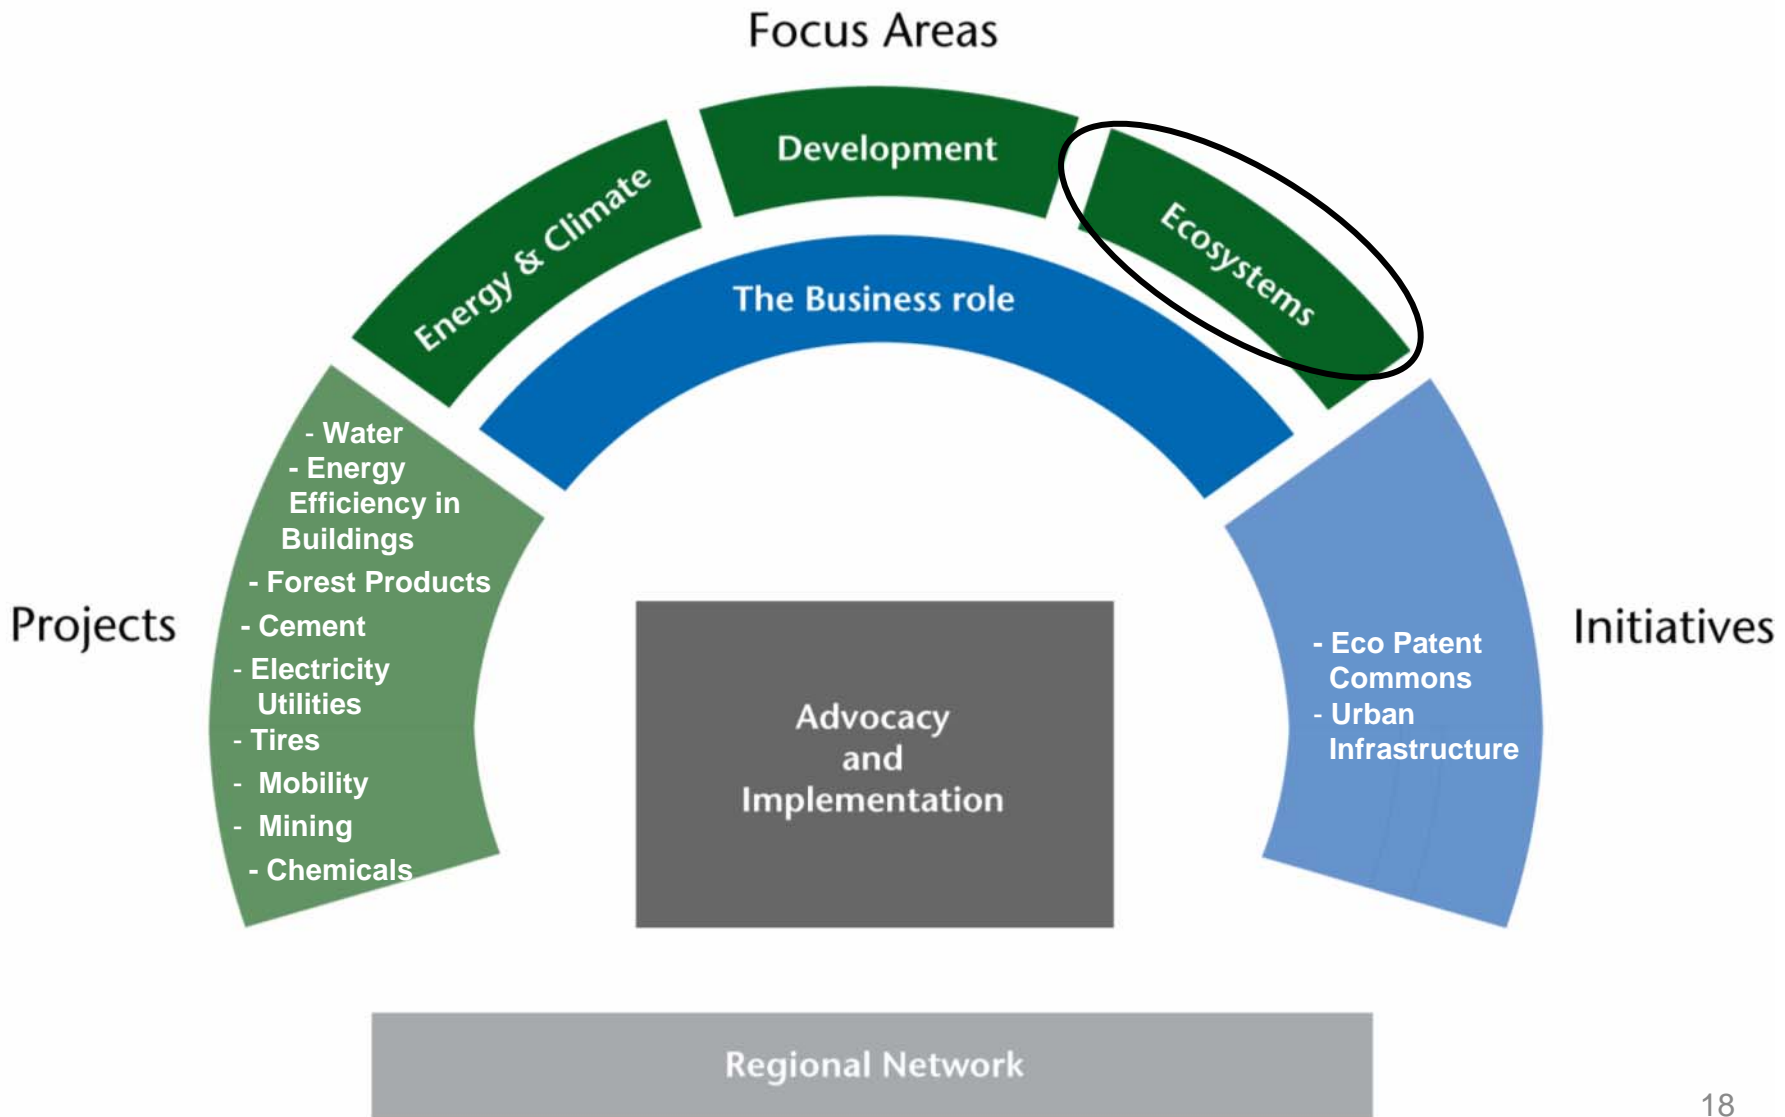 Focus Areas
Development
Energy & Climate
Ecosystems
The Business role
Projects
- Water
- Energy
Efficiency in
Buildings
- Forest Products
- Cement
- Electricity
Utilities
- Tires
- Mobility
- Mining
- Chemicals
Advocacy
and
Implementation
Initiatives
- Eco Patent
Commons
- Urban
Infrastructure
Regional Network
18